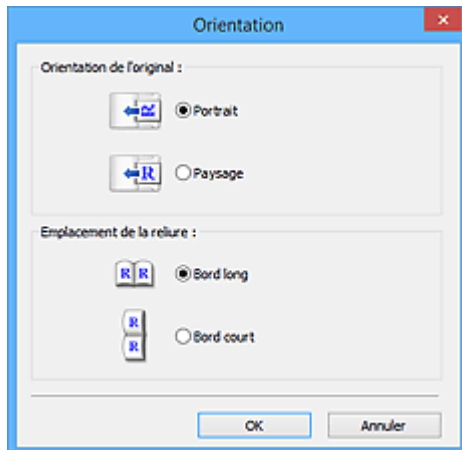 Orientation
Orientation de l'original :
Portrait
R Paysage
Emplacement de la reliure :
R R Bord long
R
R
Bord court
OK Annuler